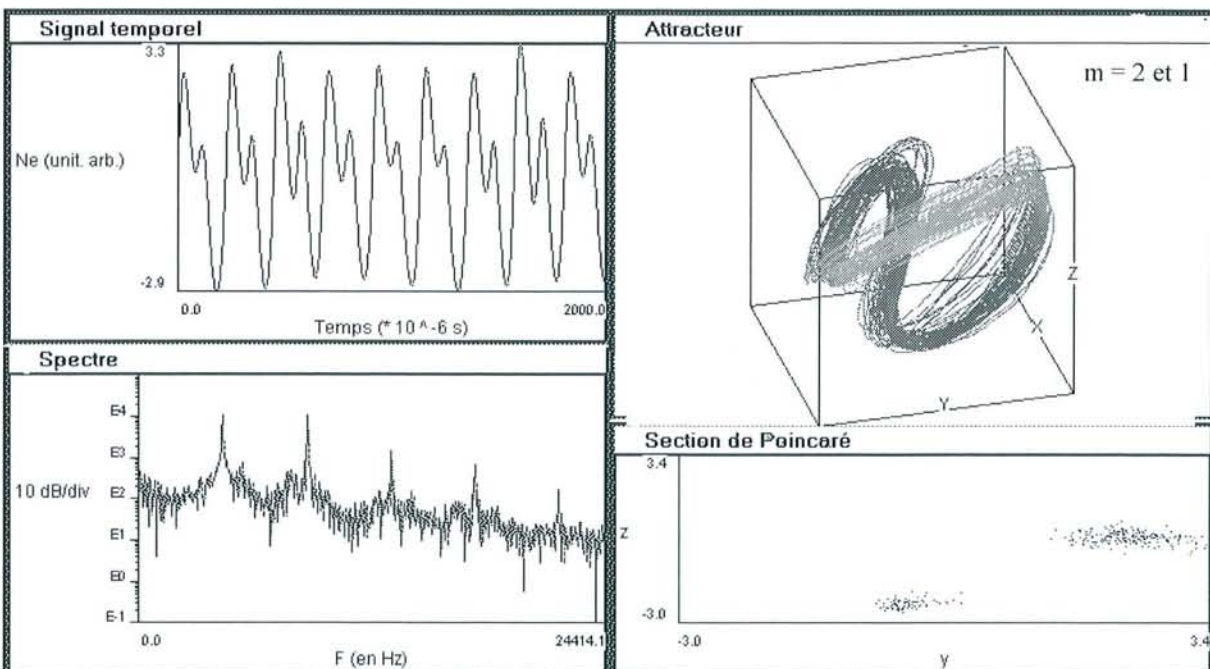 Signal temporel
3.3
Ne (unit. arb.)
-2.9
0.0
2000.0
Temps (* 10 ^ -6 s)
Spectre
E4
E3
10 dB/div
E2
E1
E0
E-1
0.0
24414.1
F (en Hz)
Attracteur
m = 2 et 1
Z
X
Y
Section de Poincaré
3.4
z
-3.0
-3.0
3.4
y